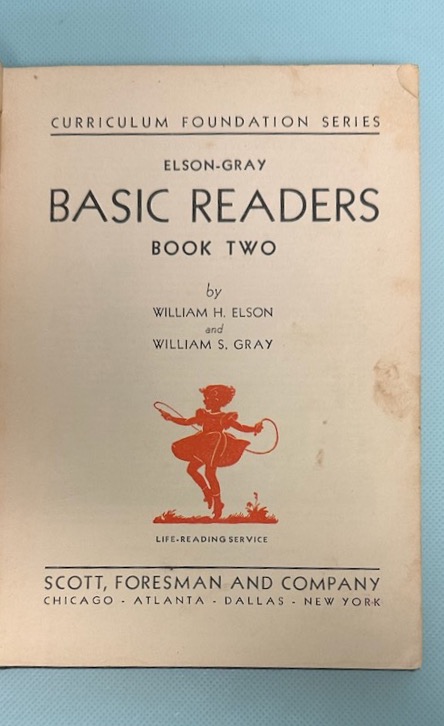 CURRICULUM FOUNDATION SERIES
ELSON-GRAY
BASIC READERS
BOOK TWO
by
WILLIAM H. ELSON
and
WILLIAM S. GRAY
LIFE-READING SERVICE
SCOTT, FORESMAN AND COMPANY
CHICAGO - ATLANTA - DALLAS - NEW YORK